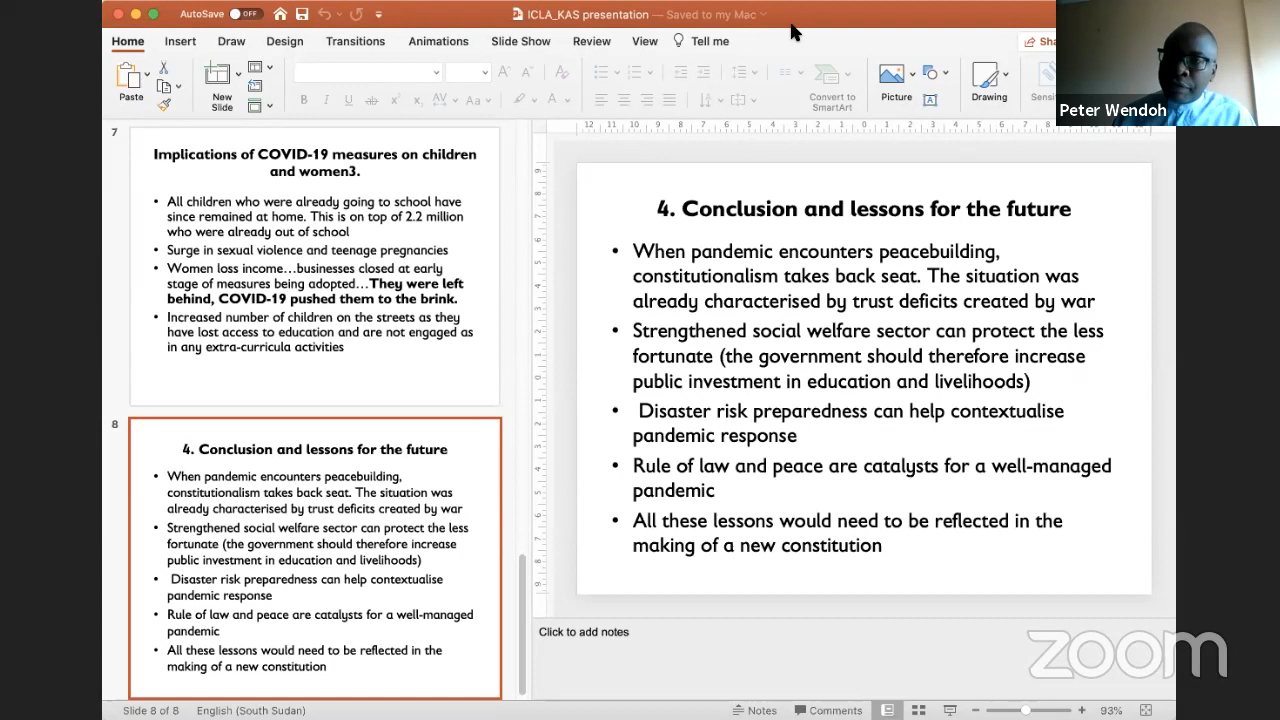 AutoSave OFF
ICLA_KAS presentation — Saved to my Mac
Home Insert Draw Design Transitions Animations Slide Show Review View Tell me
Paste
New
Slide
Convert to
SmartArt
Picture
Drawing
Peter Wendoh
7
Implications of COVID-19 measures on children
and women3.
• All children who were already going to school have
since remained at home. This is on top of 2.2 million
who were already out of school
• Surge in sexual violence and teenage pregnancies
• Women loss income…businesses closed at early
stage of measures being adopted…They were left
behind, COVID-19 pushed them to the brink.
• Increased number of children on the streets as they
have lost access to education and are not engaged as
in any extra-curricula activities
8
4. Conclusion and lessons for the future
• When pandemic encounters peacebuilding,
constitutionalism takes back seat. The situation was
already characterised by trust deficits created by war
• Strengthened social welfare sector can protect the less
fortunate (the government should therefore increase
public investment in education and livelihoods)
• Disaster risk preparedness can help contextualise
pandemic response
• Rule of law and peace are catalysts for a well-managed
pandemic
• All these lessons would need to be reflected in the
making of a new constitution
4. Conclusion and lessons for the future
• When pandemic encounters peacebuilding,
constitutionalism takes back seat. The situation was
already characterised by trust deficits created by war
• Strengthened social welfare sector can protect the less
fortunate (the government should therefore increase
public investment in education and livelihoods)
• Disaster risk preparedness can help contextualise
pandemic response
• Rule of law and peace are catalysts for a well-managed
pandemic
• All these lessons would need to be reflected in the
making of a new constitution
Click to add notes
zoom
Slide 8 of 8 English (South Sudan) Notes Comments 93%